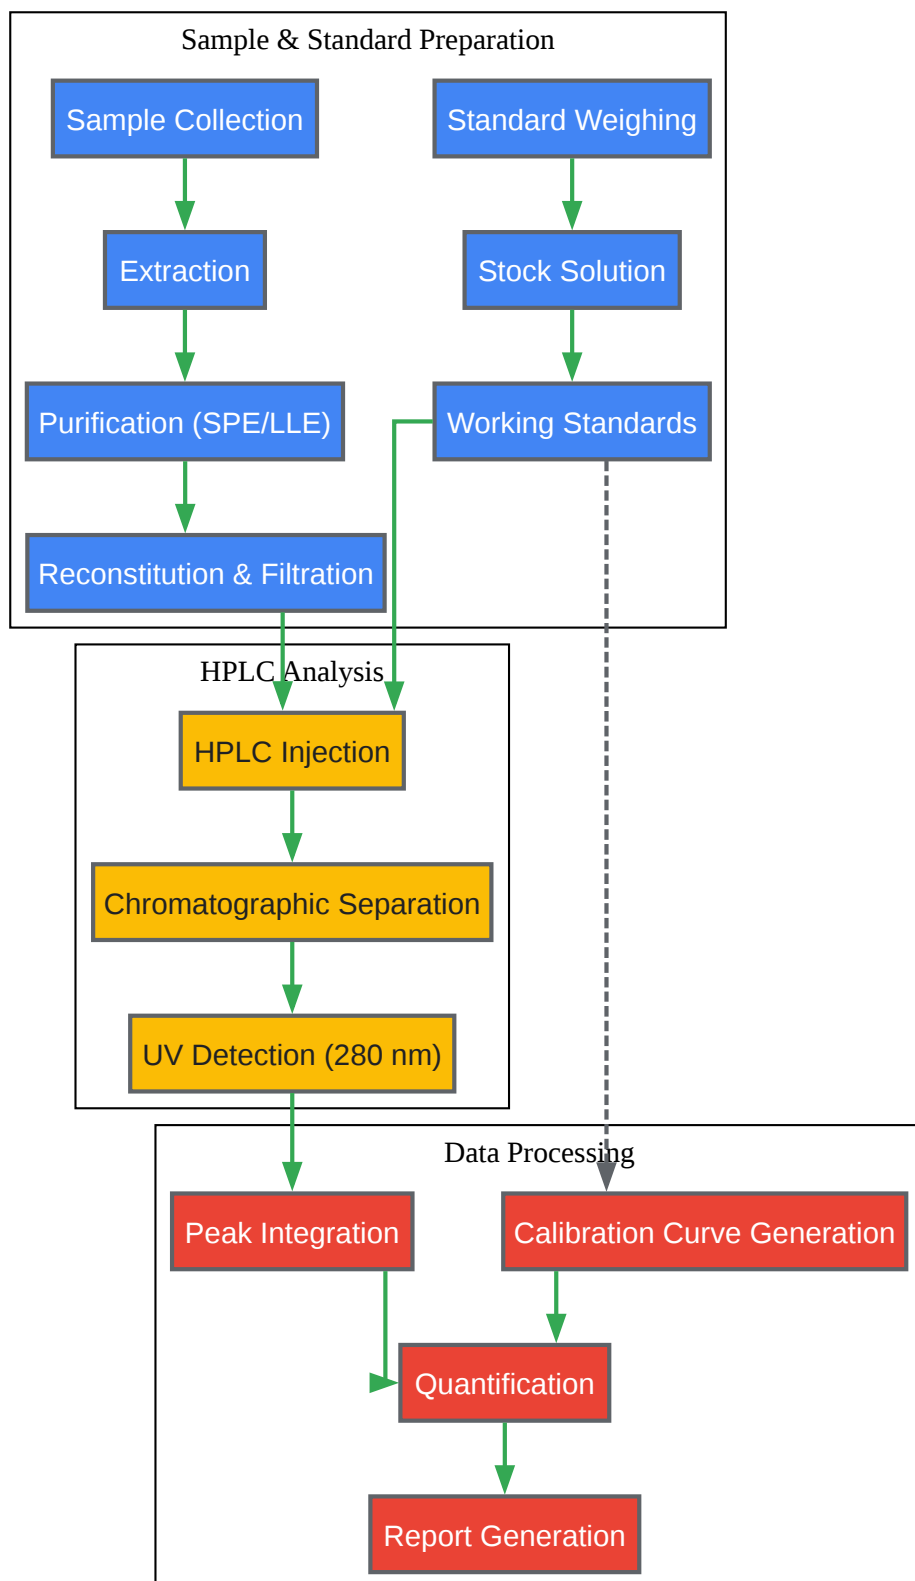 Sample & Standard Preparation
Sample Collection
Standard Weighing
Extraction
Stock Solution
Purification (SPE/LLE)
Working Standards
Reconstitution & Filtration
HPLC Analysis
HPLC Injection
Chromatographic Separation
UV Detection (280 nm)
Data Processing
Peak Integration
Calibration Curve Generation
Quantification
Report Generation